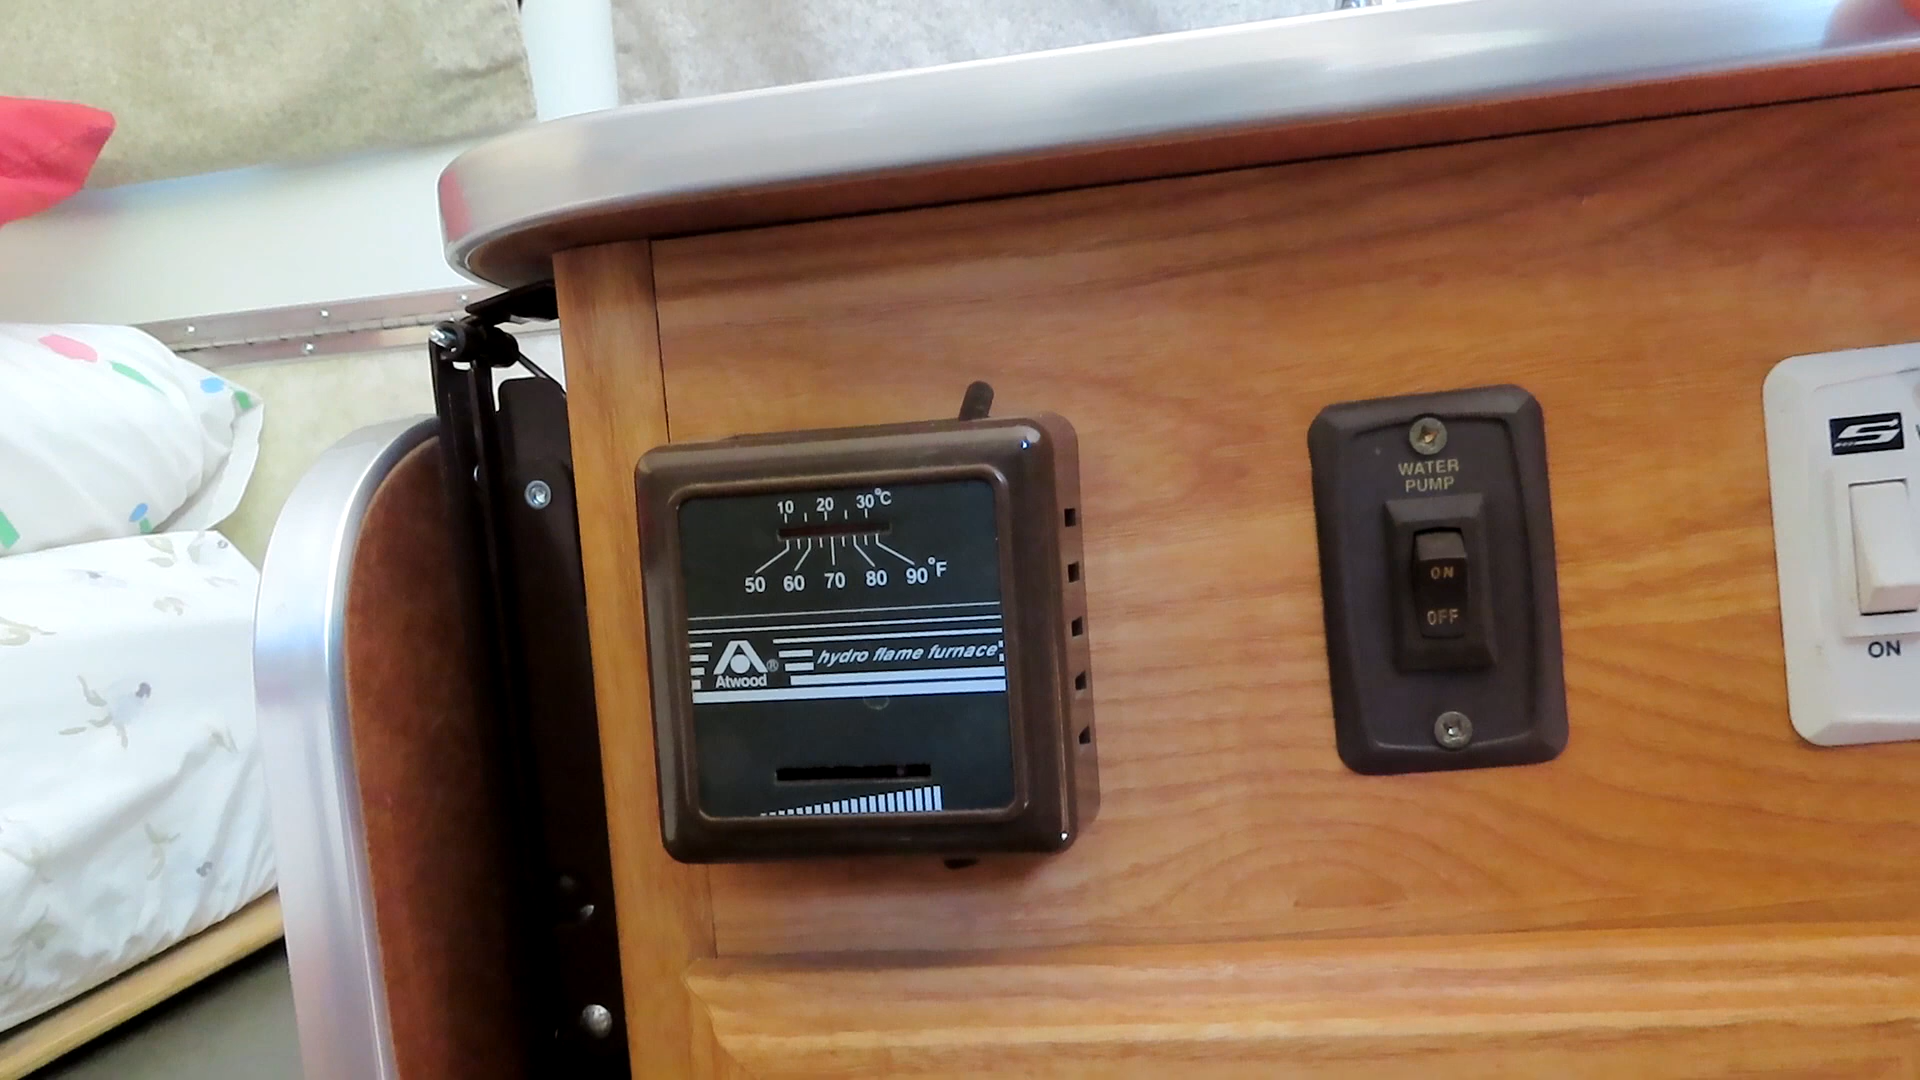 10 20 30°C
50 60 70 80 90°F
Atwood®
hydro flame furnace
WATER
PUMP
ON
OFF
ON